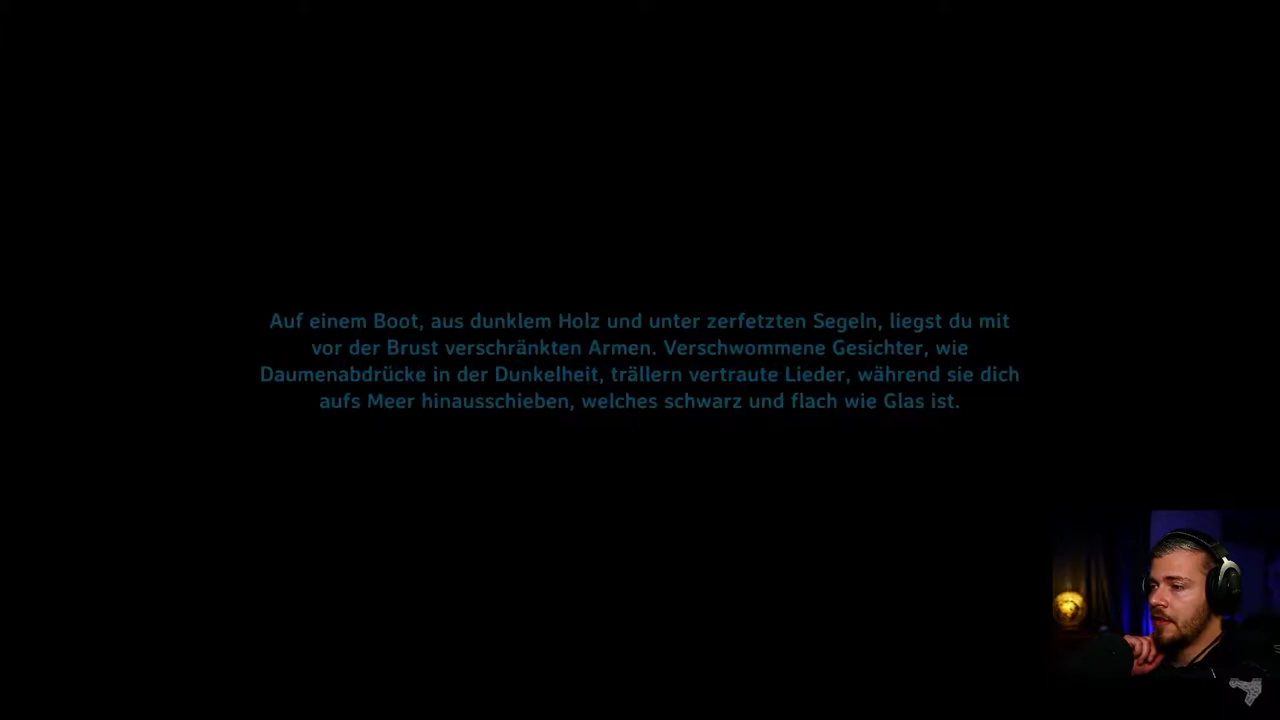 Auf einem Boot, aus dunklem Holz und unter zerfetzten Segeln, liegst du mit
vor der Brust verschränkten Armen. Verschwommene Gesichter, wie
Daumenabdrücke in der Dunkelheit, trällern vertraute Lieder, während sie dich
aufs Meer hinausschieben, welches schwarz und flach wie Glas ist.